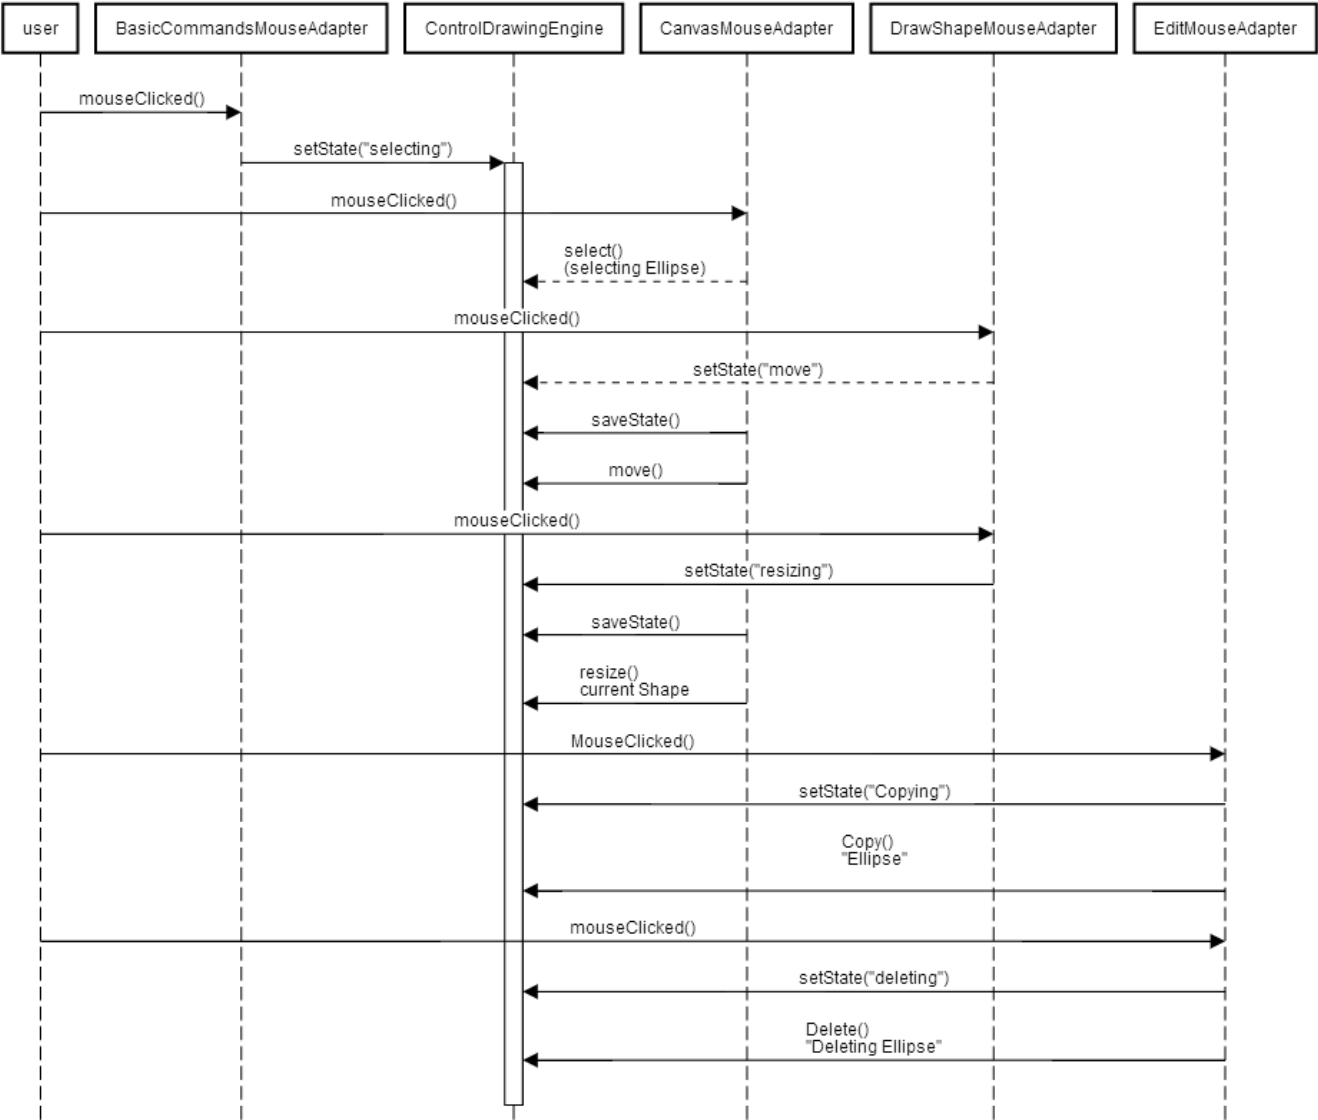 user
BasicCommandsMouseAdapter
ControlDrawingEngine
CanvasMouseAdapter
DrawShapeMouseAdapter
EditMouseAdapter
mouseClicked()
setState("selecting")
mouseClicked()
select()
(selecting Ellipse)
mouseClicked()
setState("move")
saveState()
move()
mouseClicked()
setState("resizing")
saveState()
resize()
current Shape
MouseClicked()
setState("Copying")
Copy()
"Ellipse"
mouseClicked()
setState("deleting")
Delete()
"Deleting Ellipse"